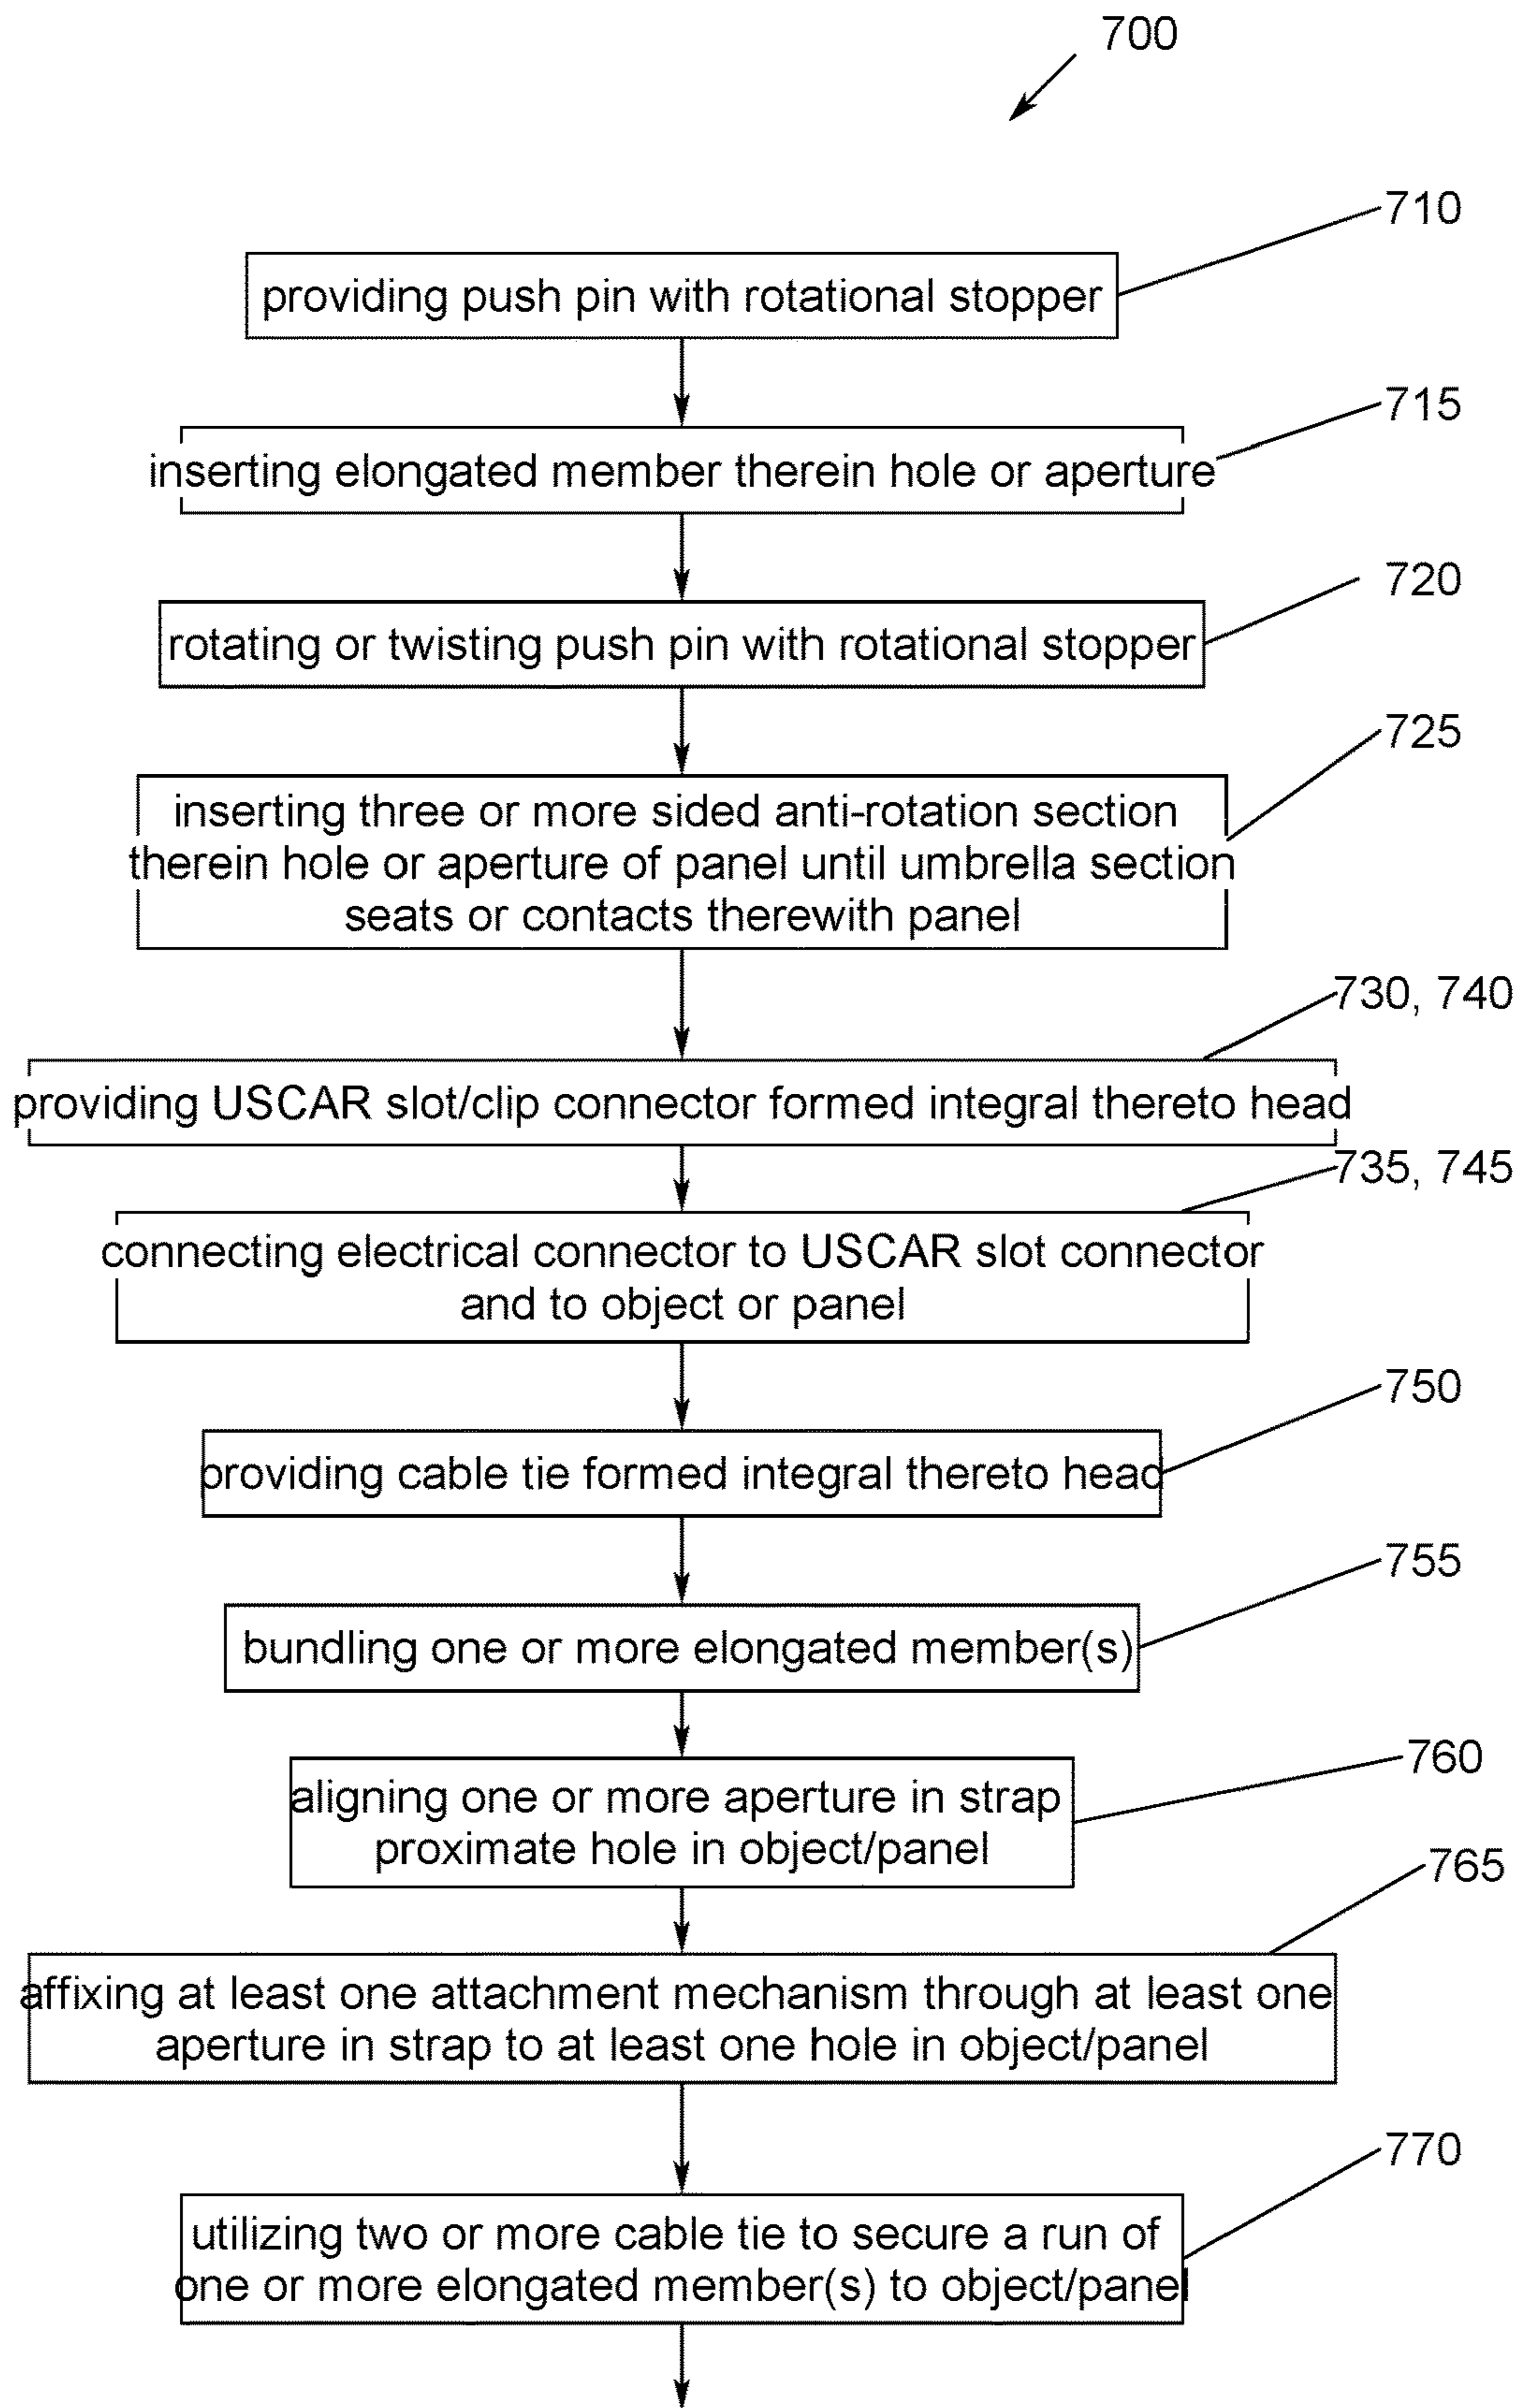 700
710
providing push pin with rotational stopper
715
inserting elongated member therein hole or aperture
720
rotating or twisting push pin with rotational stopper
725
inserting three or more sided anti-rotation section
therein hole or aperture of panel until umbrella section
seats or contacts therewith panel
730, 740
providing USCAR slot/clip connector formed integral thereto head
735, 745
connecting electrical connector to USCAR slot connector
and to object or panel
750
providing cable tie formed integral thereto head
755
bundling one or more elongated member(s)
760
aligning one or more aperture in strap
proximate hole in object/panel
765
affixing at least one attachment mechanism through at least one
aperture in strap to at least one hole in object/panel
770
utilizing two or more cable tie to secure a run of
one or more elongated member(s) to object/panel